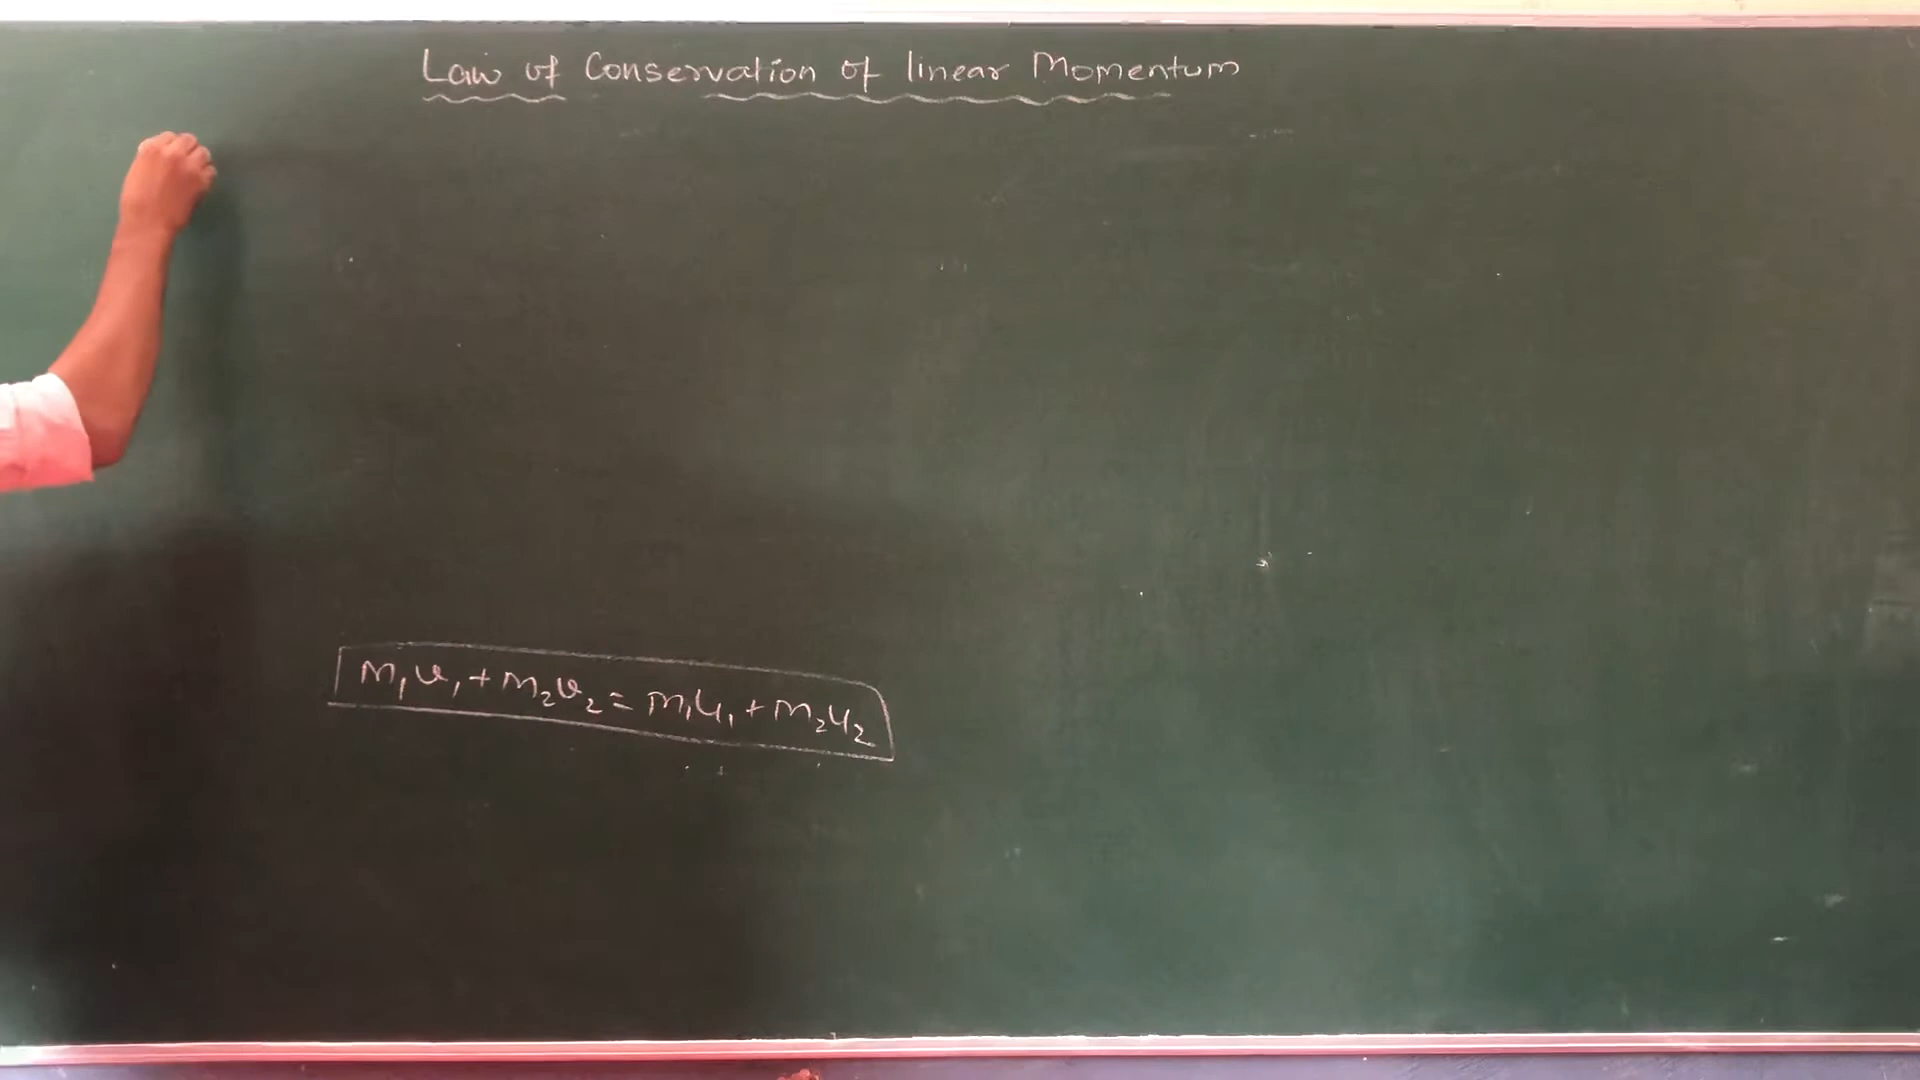 Law of Conservation of linear Momentum
m₁v₁ + m₂v₂ = m₁u₁ + m₂u₂